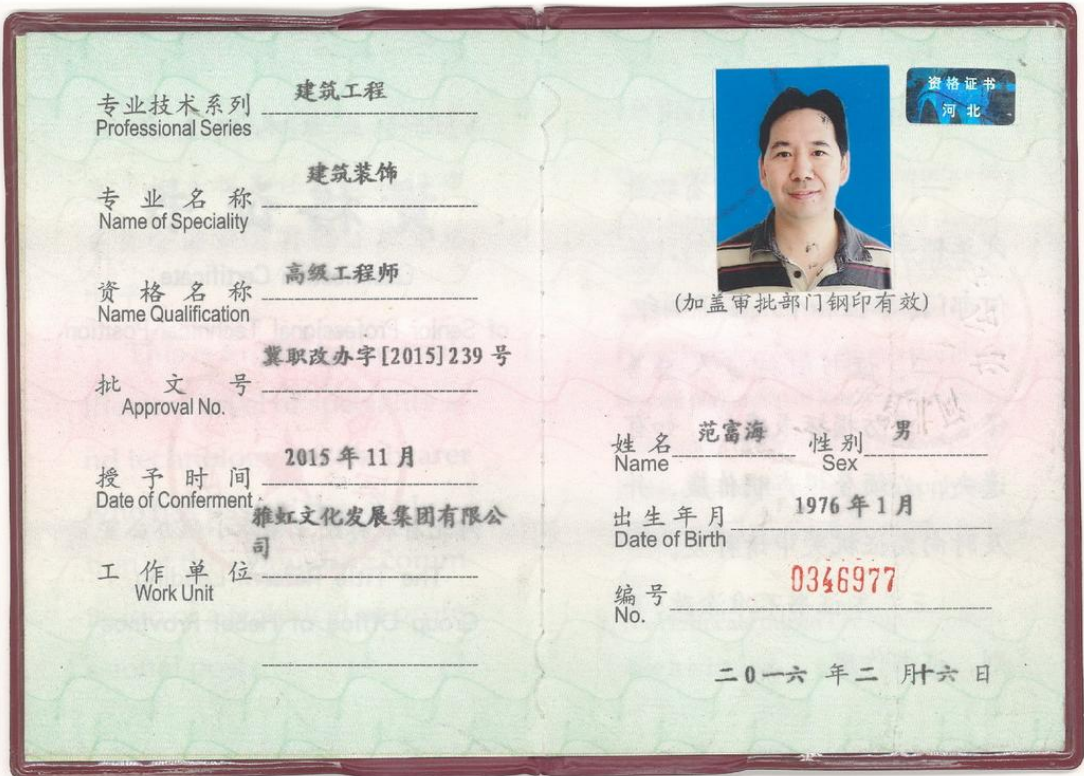 专业技术系列 建筑工程
Professional Series
专业名称 建筑装饰
Name of Speciality
资格名称 高级工程师
Name Qualification
批文号 冀职改办字[2015]239号
Approval No.
授予时间 2015年11月
Date of Conferment
雅虹文化发展集团有限公
司
工作单位
Work Unit
资格证书
河北
(加盖审批部门钢印有效)
姓名 范富海 性别 男
Name Sex
出生年月 1976年1月
Date of Birth
编号 0346977
No.
二0一六 年二 月十六 日